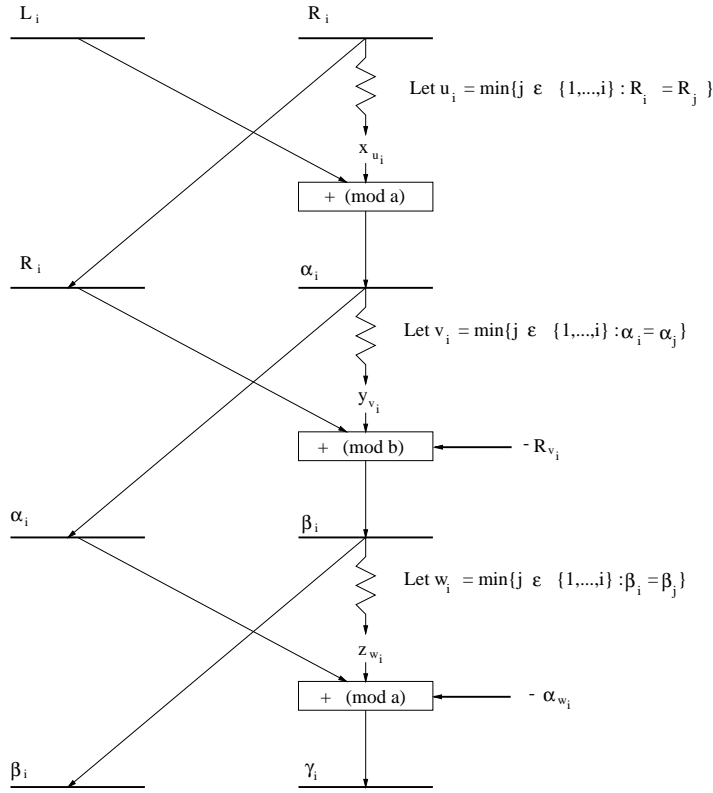 L i R i
Let u i = min{j ε {1,...,i} : R i = R j }
x u i
+ (mod a)
R i α i
Let v i = min{j ε {1,...,i} : α i = α j }
y v i
+ (mod b) - R v i
α i β i
Let w i = min{j ε {1,...,i} : β i = β j }
z w i
+ (mod a) - α w i
β i γ i